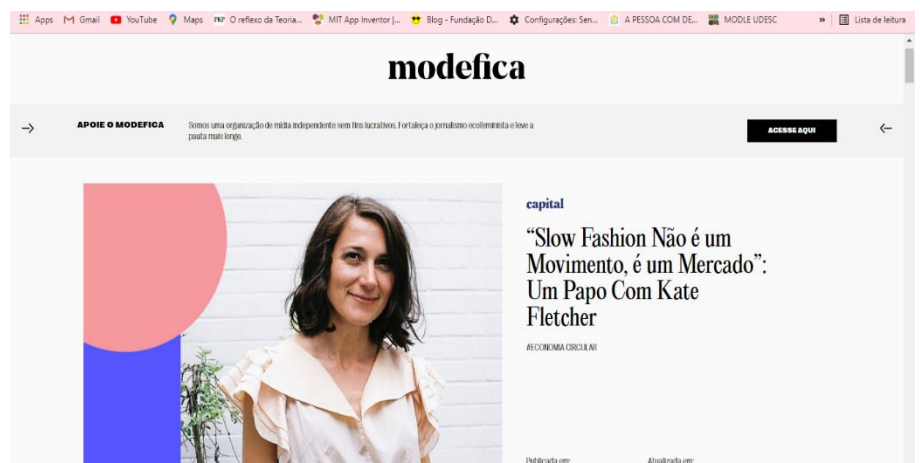 Apps Gmail YouTube Maps O reflexo da Teoria... MIT App Inventor |... Blog - Fundação D... Configurações: Sen... A PESSOA COM DE... MODLE UDESC » Lista de leitura
modefica
APOIE O MODEFICA
Somos uma organização de mídia independente sem fins lucrativos. Fortaleça o jornalismo ecofeminista e leve a
pauta mais longe.
ACESSE AQUI
capital
“Slow Fashion Não é um
Movimento, é um Mercado”:
Um Papo Com Kate
Fletcher
#ECONOMIA CIRCULAR
Publicada em: Atualizada em: